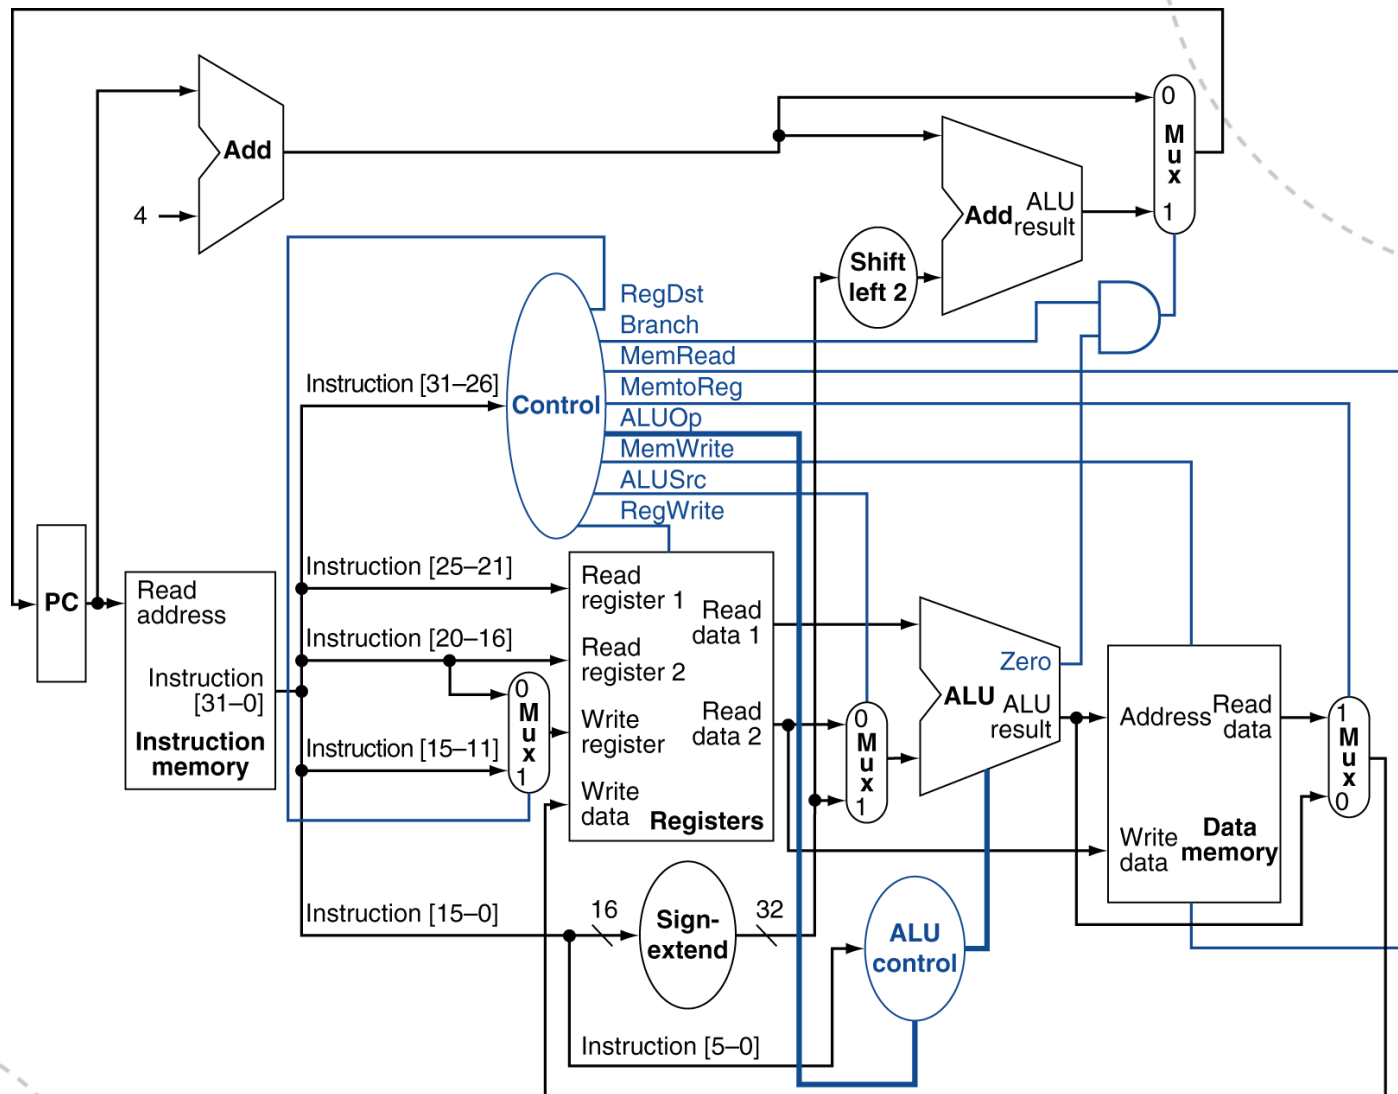 0
M
u
x
1
Add
4
Add
ALU
result
Shift
left 2
RegDst
Branch
MemRead
MemtoReg
ALUOp
MemWrite
ALUSrc
RegWrite
Control
Instruction [31–26]
Instruction [25–21]
Instruction [20–16]
Instruction [15–11]
Instruction [15–0]
Instruction [5–0]
PC
Read
address
Instruction
[31–0]
Instruction
memory
0
M
u
x
1
Read
register 1
Read
register 2
Write
register
Write
data
Read
data 1
Read
data 2
Registers
0
M
u
x
1
Zero
ALU
ALU
result
Address
Read
data
Write
data
Data
memory
1
M
u
x
0
16
Sign-
extend
32
ALU
control